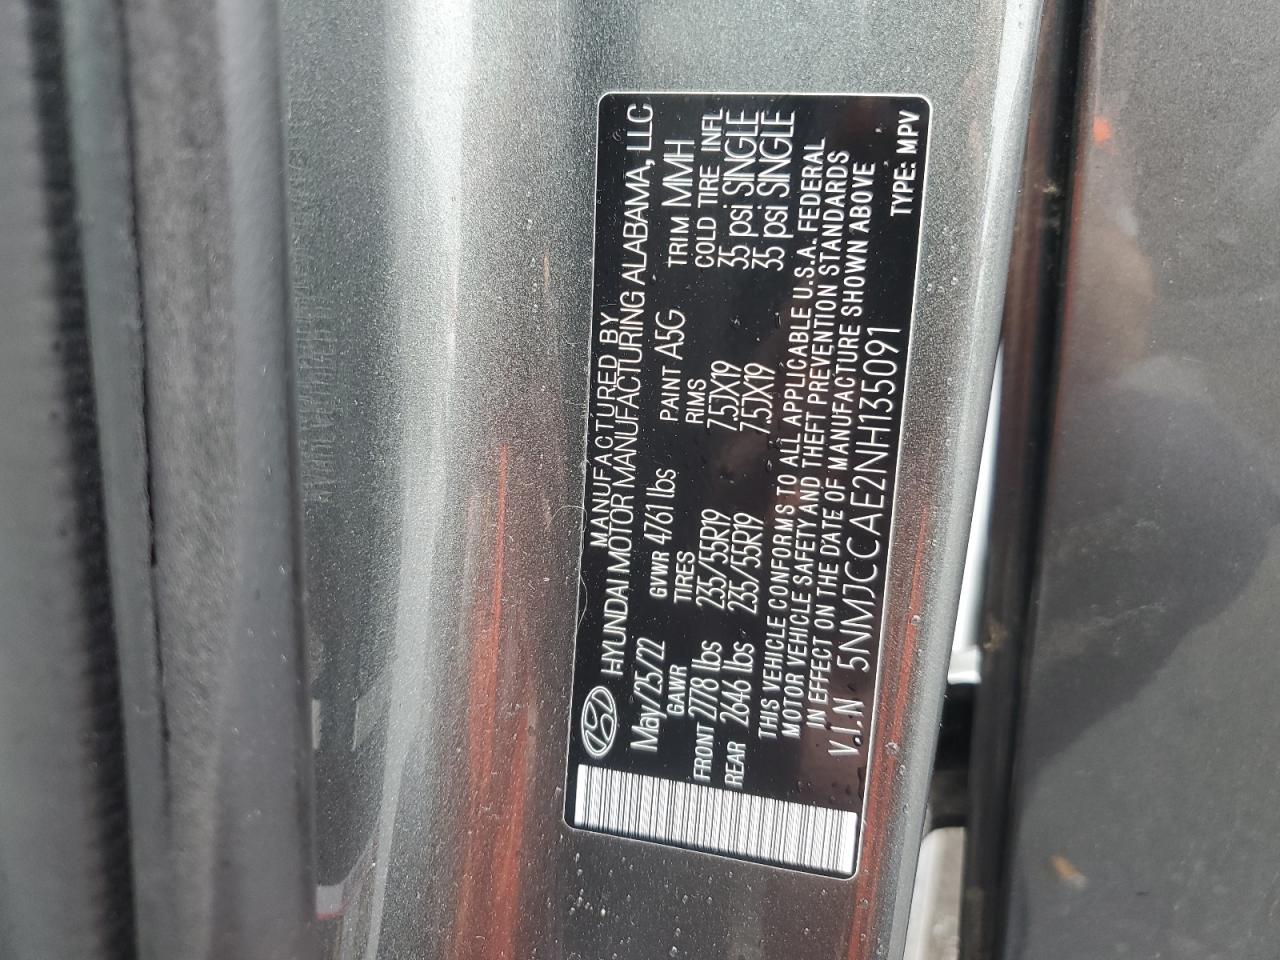 MANUFACTURED BY
HYUNDAI MOTOR MANUFACTURING ALABAMA, LLC
May/25/22 GVWR 4761 lbs PAINT A5G TRIM MMH
GAWR TIRES RIMS COLD TIRE INFL
FRONT 2778 lbs 235/55R19 7.5JX19 35 psi SINGLE
REAR 2646 lbs 235/55R19 7.5JX19 35 psi SINGLE
THIS VEHICLE CONFORMS TO ALL APPLICABLE U.S.A. FEDERAL
MOTOR VEHICLE SAFETY AND THEFT PREVENTION STANDARDS
IN EFFECT ON THE DATE OF MANUFACTURE SHOWN ABOVE
V.I.N 5NMJCCAE2NH135091
TYPE: MPV